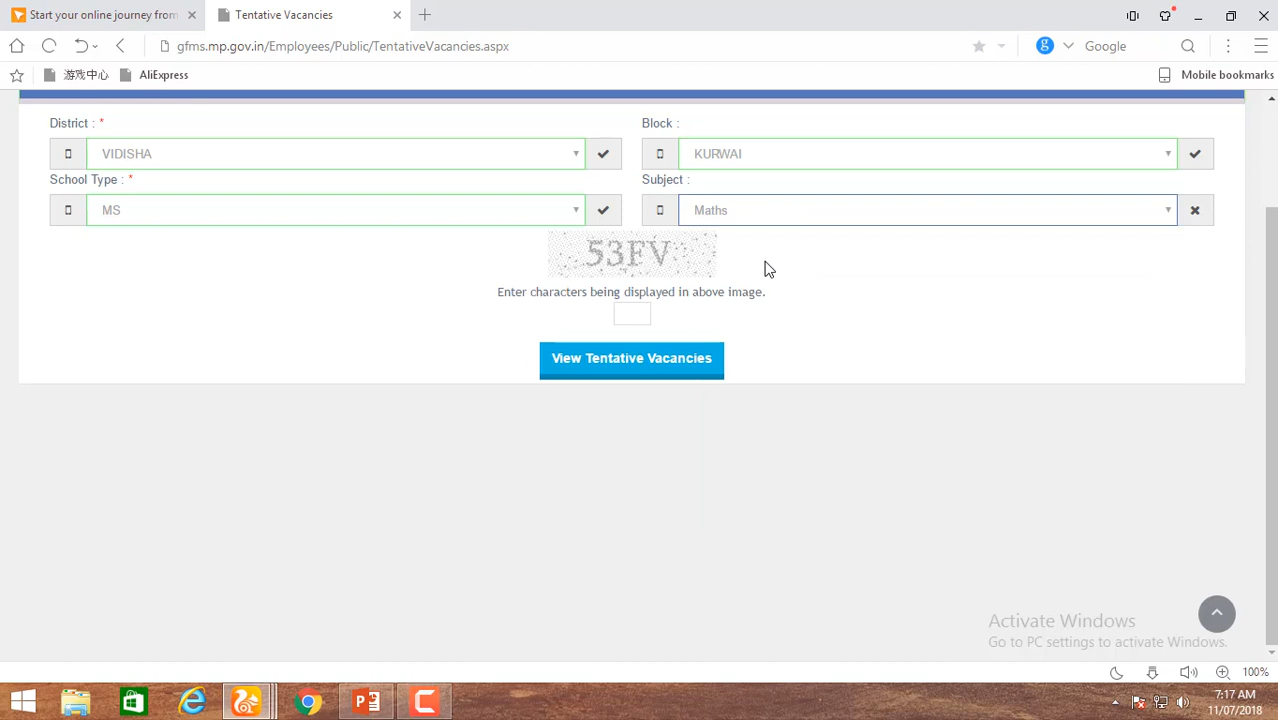 Start your online journey from
Tentative Vacancies
gfms.mp.gov.in/Employees/Public/TentativeVacancies.aspx
Google
游戏中心
AliExpress
Mobile bookmarks
District : *
Block :
VIDISHA
KURWAI
School Type : *
Subject :
MS
Maths
53FV
Enter characters being displayed in above image.
View Tentative Vacancies
Activate Windows
Go to PC settings to activate Windows.
100%
7:17 AM
11/07/2018